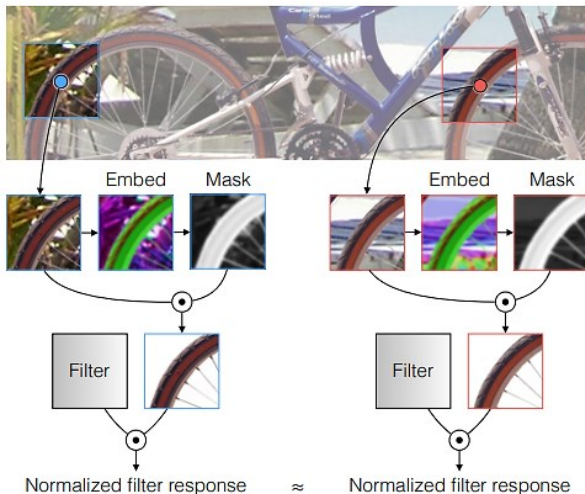 Embed Mask Embed Mask
Filter Filter
Normalized filter response ≈ Normalized filter response